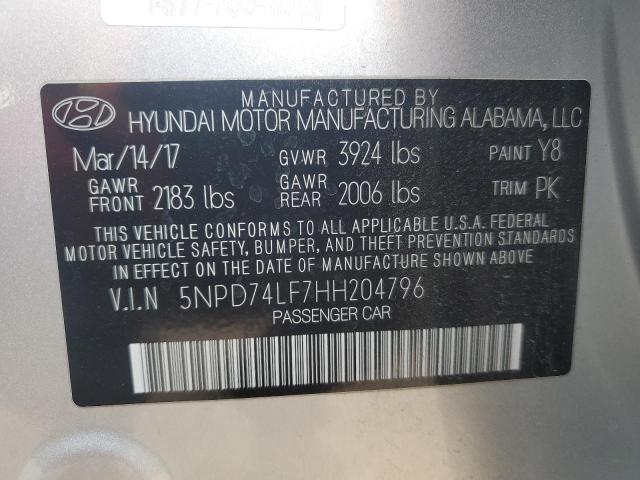 MANUFACTURED BY
HYUNDAI MOTOR MANUFACTURING ALABAMA, LLC
Mar/14/17 GVWR 3924 lbs PAINT Y8
GAWR FRONT 2183 lbs GAWR REAR 2006 lbs TRIM PK
THIS VEHICLE CONFORMS TO ALL APPLICABLE U.S.A. FEDERAL
MOTOR VEHICLE SAFETY, BUMPER, AND THEFT PREVENTION STANDARDS
IN EFFECT ON THE DATE OF MANUFACTURE SHOWN ABOVE
V.I.N 5NPD74LF7HH204796
PASSENGER CAR